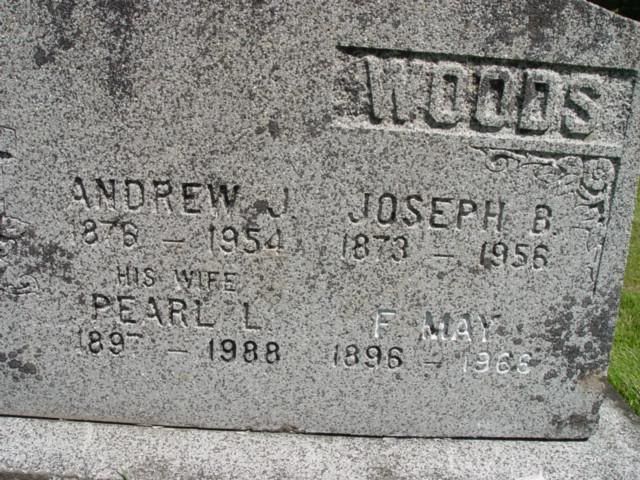 WOODS
ANDREW J.
1876 – 1954
HIS WIFE
PEARL L.
1897 – 1988
JOSEPH B.
1873 – 1956
F MAY
1896 – 1966